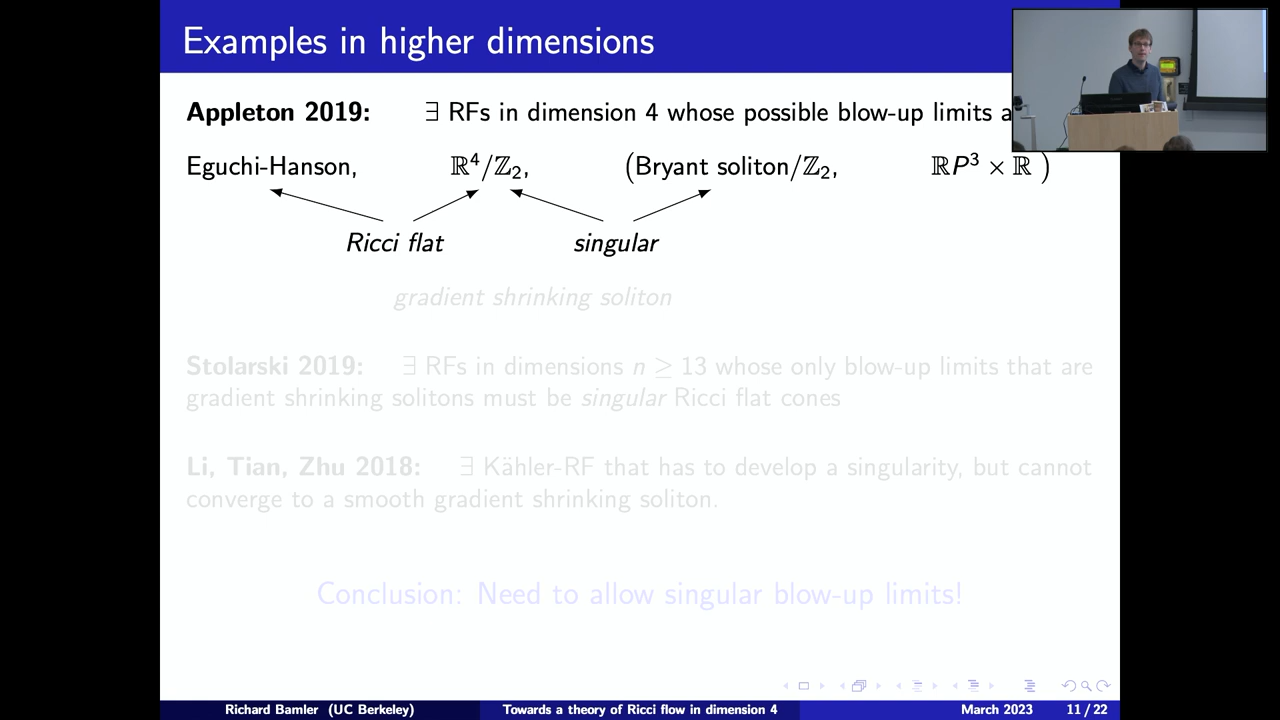 Examples in higher dimensions
Appleton 2019: ∃ RFs in dimension 4 whose possible blow-up limits a
Eguchi-Hanson, ℝ⁴/ℤ₂, (Bryant soliton/ℤ₂, ℝP³ × ℝ )
Ricci flat singular
gradient shrinking soliton
Stolarski 2019: ∃ RFs in dimensions n ≥ 13 whose only blow-up limits that are
gradient shrinking solitons must be singular Ricci flat cones
Li, Tian, Zhu 2018: ∃ Kähler-RF that has to develop a singularity, but cannot
converge to a smooth gradient shrinking soliton.
Conclusion: Need to allow singular blow-up limits!
Richard Bamler (UC Berkeley) Towards a theory of Ricci flow in dimension 4 March 2023 11 / 22